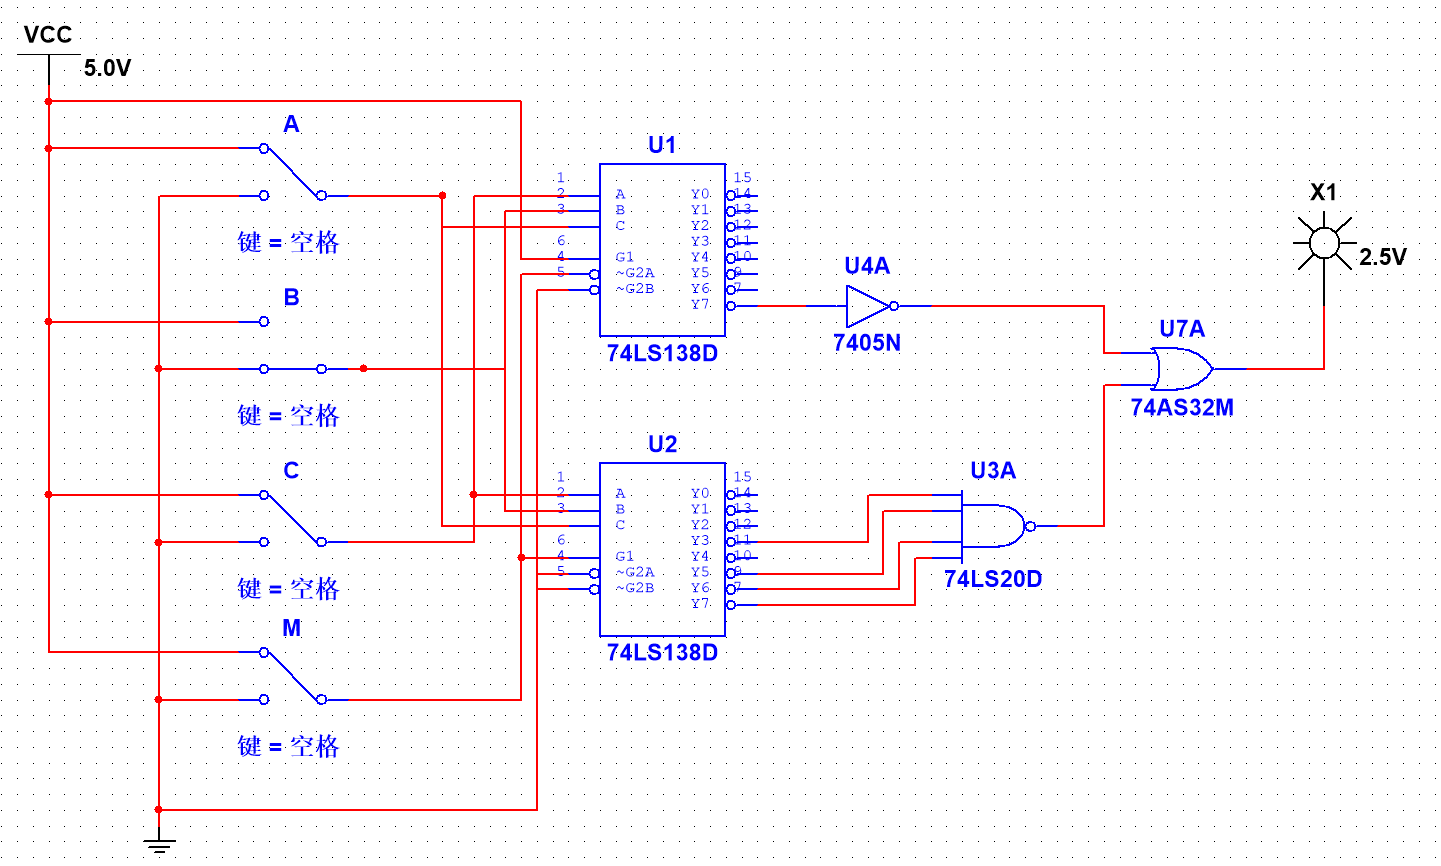 VCC
5.0V
A
键 = 空格
B
键 = 空格
C
键 = 空格
M
键 = 空格
U1
1
2
3
6
4
5
A
B
C
G1
~G2A
~G2B
Y0
Y1
Y2
Y3
Y4
Y5
Y6
Y7
15
14
13
12
11
10
9
7
74LS138D
U4A
7405N
U7A
74AS32M
X1
2.5V
U2
1
2
3
6
4
5
A
B
C
G1
~G2A
~G2B
Y0
Y1
Y2
Y3
Y4
Y5
Y6
Y7
15
14
13
12
11
10
9
7
74LS138D
U3A
74LS20D